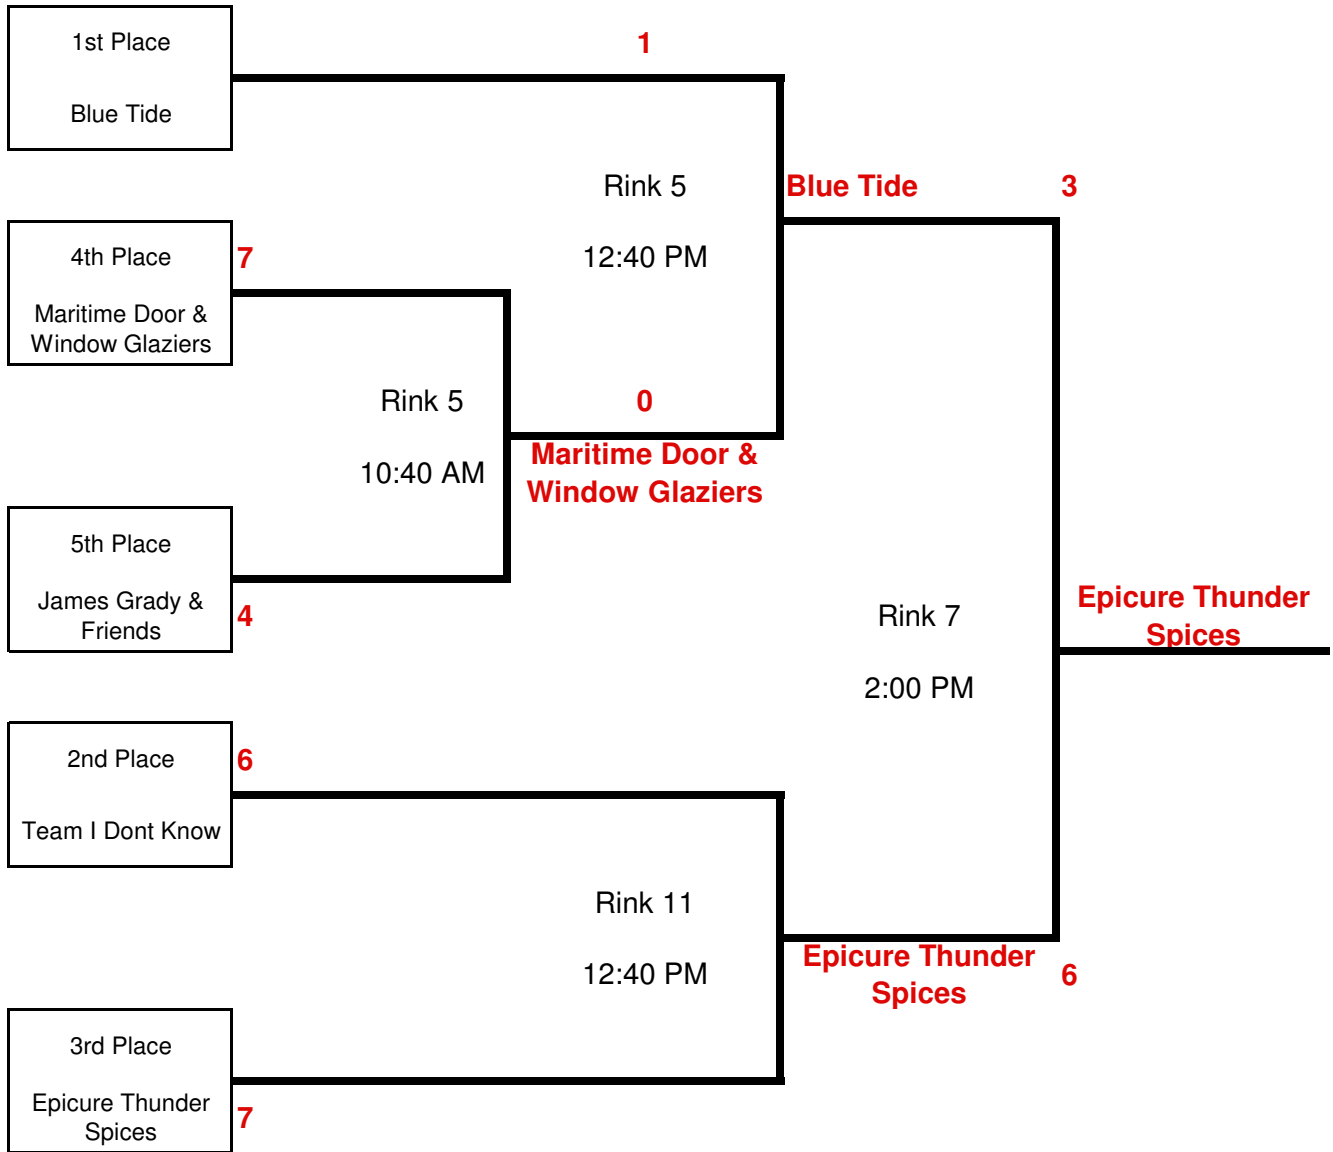 1st Place
1
Blue Tide
Rink 5
Blue Tide
3
4th Place
7
12:40 PM
Maritime Door &
Window Glaziers
Rink 5
0
10:40 AM
Maritime Door &
Window Glaziers
5th Place
James Grady &
Friends
4
Rink 7
Epicure Thunder
Spices
2:00 PM
2nd Place
6
Team I Dont Know
Rink 11
12:40 PM
Epicure Thunder
Spices
6
3rd Place
Epicure Thunder
Spices
7